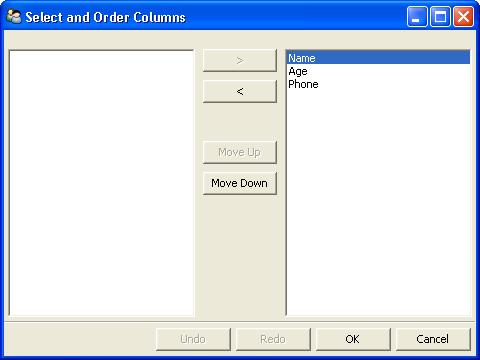 Select and Order Columns
>
<
Move Up
Move Down
Name
Age
Phone
Undo
Redo
OK
Cancel